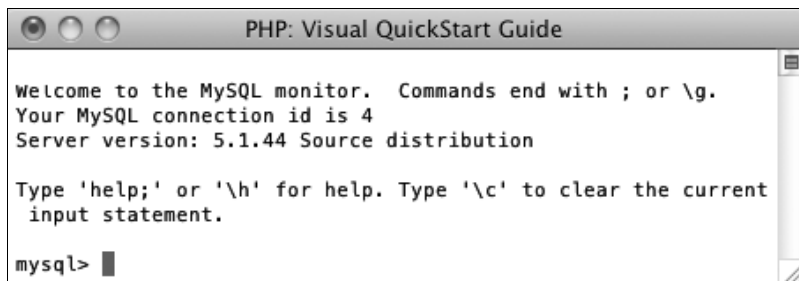 PHP: Visual QuickStart Guide
Welcome to the MySQL monitor.  Commands end with ; or \g.
Your MySQL connection id is 4
Server version: 5.1.44 Source distribution
Type 'help;' or '\h' for help. Type '\c' to clear the current
 input statement.
mysql>